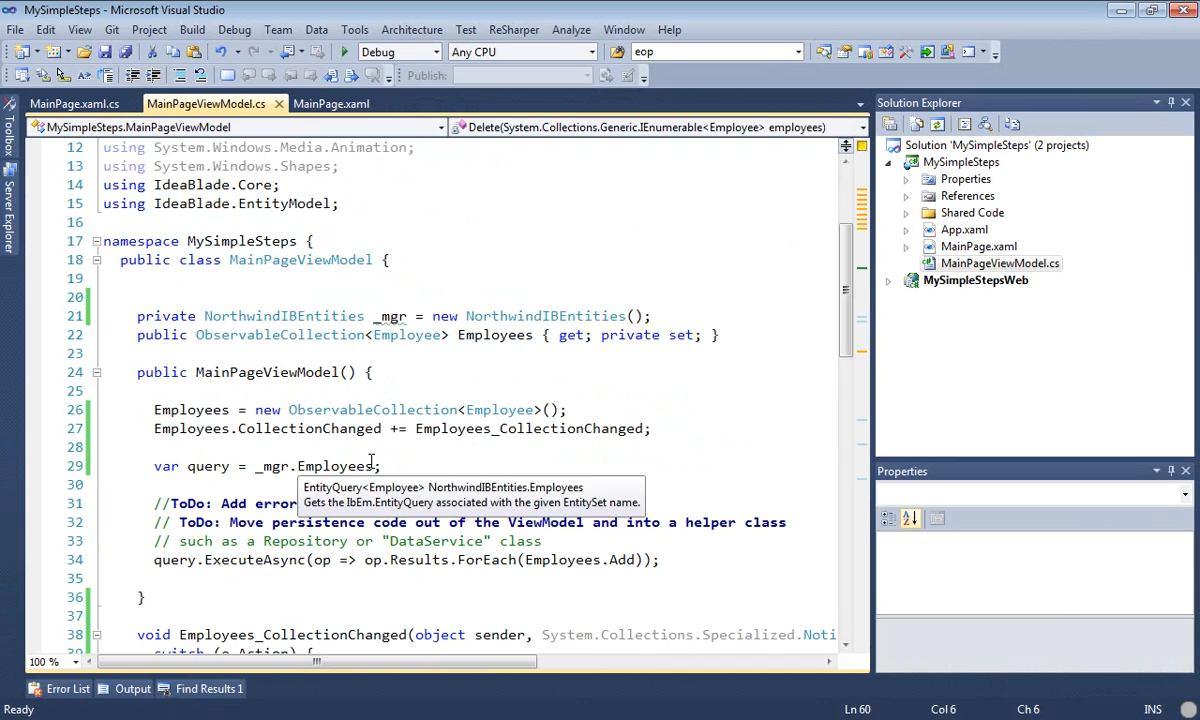 MySimpleSteps - Microsoft Visual Studio
File Edit View Git Project Build Debug Team Data Tools Architecture Test ReSharper Analyze Window Help
Debug Any CPU eop
Publish:
MainPage.xaml.cs MainPageViewModel.cs MainPage.xaml
MySimpleSteps.MainPageViewModel Delete(System.Collections.Generic.IEnumerable<Employee> employees)
12 using System.Windows.Media.Animation;
13 using System.Windows.Shapes;
14 using IdeaBlade.Core;
15 using IdeaBlade.EntityModel;
16
17 namespace MySimpleSteps {
18 public class MainPageViewModel {
19
20
21 private NorthwindIBEntities _mgr = new NorthwindIBEntities();
22 public ObservableCollection<Employee> Employees { get; private set; }
23
24 public MainPageViewModel() {
25
26 Employees = new ObservableCollection<Employee>();
27 Employees.CollectionChanged += Employees_CollectionChanged;
28
29 var query = _mgr.Employees;
30
EntityQuery<Employee> NorthwindIBEntities.Employees
Gets the IbEm.EntityQuery associated with the given EntitySet name.
31 //ToDo: Add error
32 // ToDo: Move persistence code out of the ViewModel and into a helper class
33 // such as a Repository or "DataService" class
34 query.ExecuteAsync(op => op.Results.ForEach(Employees.Add));
35
36 }
37
38 void Employees_CollectionChanged(object sender, System.Collections.Specialized.Noti
39 switch (e.Action) {
100 %
Solution Explorer
Solution 'MySimpleSteps' (2 projects)
MySimpleSteps
Properties
References
Shared Code
App.xaml
MainPage.xaml
MainPageViewModel.cs
MySimpleStepsWeb
Properties
Error List Output Find Results 1
Ready Ln 60 Col 6 Ch 6 INS
Toolbox
Server Explorer